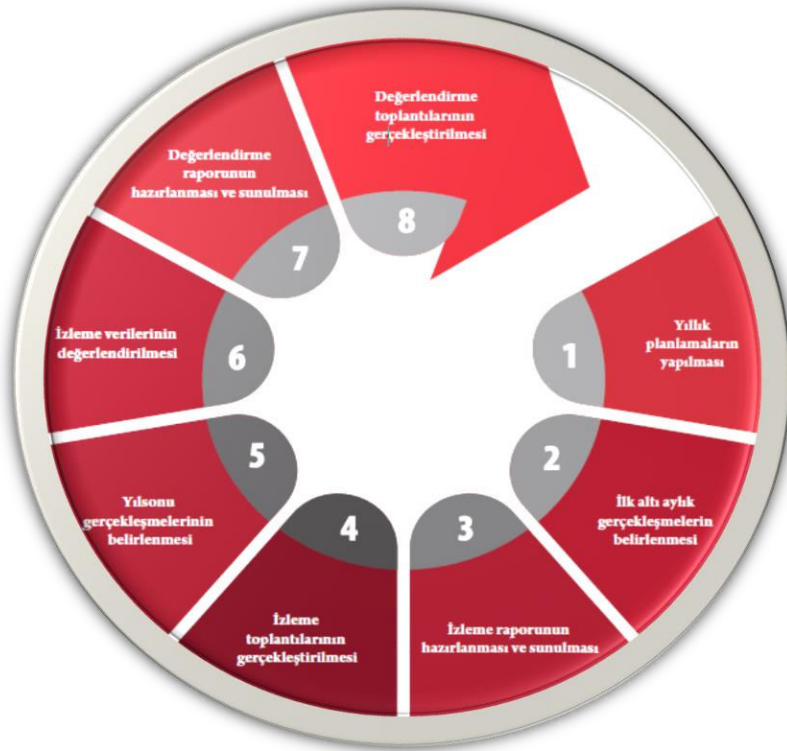 1
Yıllık
planlamaların
yapılması
2
İlk altı aylık
gerçekleşmelerin
belirlenmesi
3
İzleme raporunun
hazırlanması ve sunulması
4
İzleme
toplantılarının
gerçekleştirilmesi
5
Yılsonu
gerçekleşmelerinin
belirlenmesi
6
İzleme verilerinin
değerlendirilmesi
7
Değerlendirme
raporunun
hazırlanması ve sunulması
8
Değerlendirme
toplantılarının
gerçekleştirilmesi